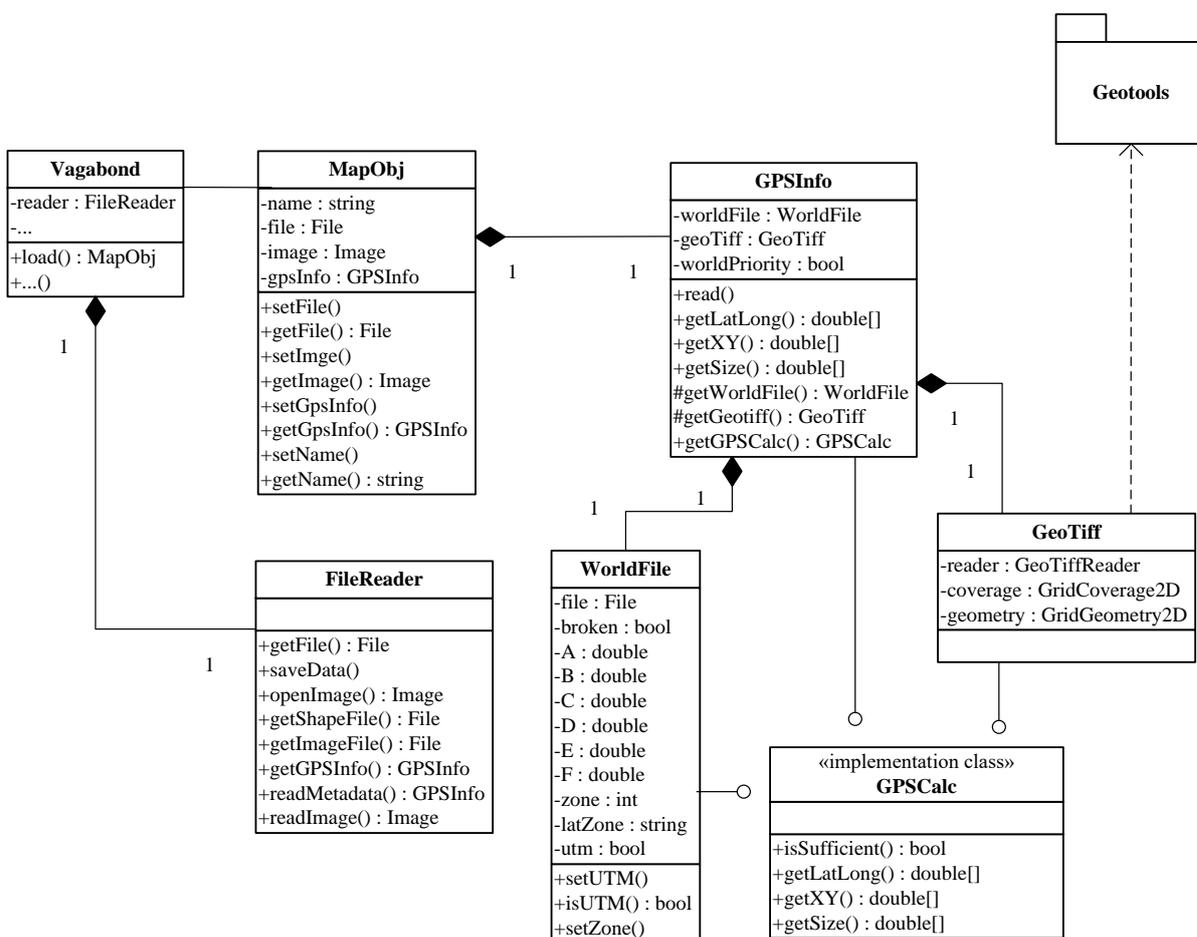 Geotools
Vagabond
-reader : FileReader
-...
+load() : MapObj
+...()
1
MapObj
-name : string
-file : File
-image : Image
-gpsInfo : GPSInfo
+setFile()
+getFile() : File
+setImge()
+getImage() : Image
+setGpsInfo()
+getGpsInfo() : GPSInfo
+setName()
+getName() : string
1
1
GPSInfo
-worldFile : WorldFile
-geoTiff : GeoTiff
-worldPriority : bool
+read()
+getLatLong() : double[]
+getXY() : double[]
+getSize() : double[]
#getWorldFile() : WorldFile
#getGeotiff() : GeoTiff
+getGPSCalc() : GPSCalc
1
1
1
1
GeoTiff
-reader : GeoTiffReader
-coverage : GridCoverage2D
-geometry : GridGeometry2D
FileReader
+getFile() : File
+saveData()
+openImage() : Image
+getShapeFile() : File
+getImageFile() : File
+getGPSInfo() : GPSInfo
+readMetadata() : GPSInfo
+readImage() : Image
1
WorldFile
-file : File
-broken : bool
-A : double
-B : double
-C : double
-D : double
-E : double
-F : double
-zone : int
-latZone : string
-utm : bool
+setUTM()
+isUTM() : bool
+setZone()
«implementation class»
GPSCalc
+isSufficient() : bool
+getLatLong() : double[]
+getXY() : double[]
+getSize() : double[]